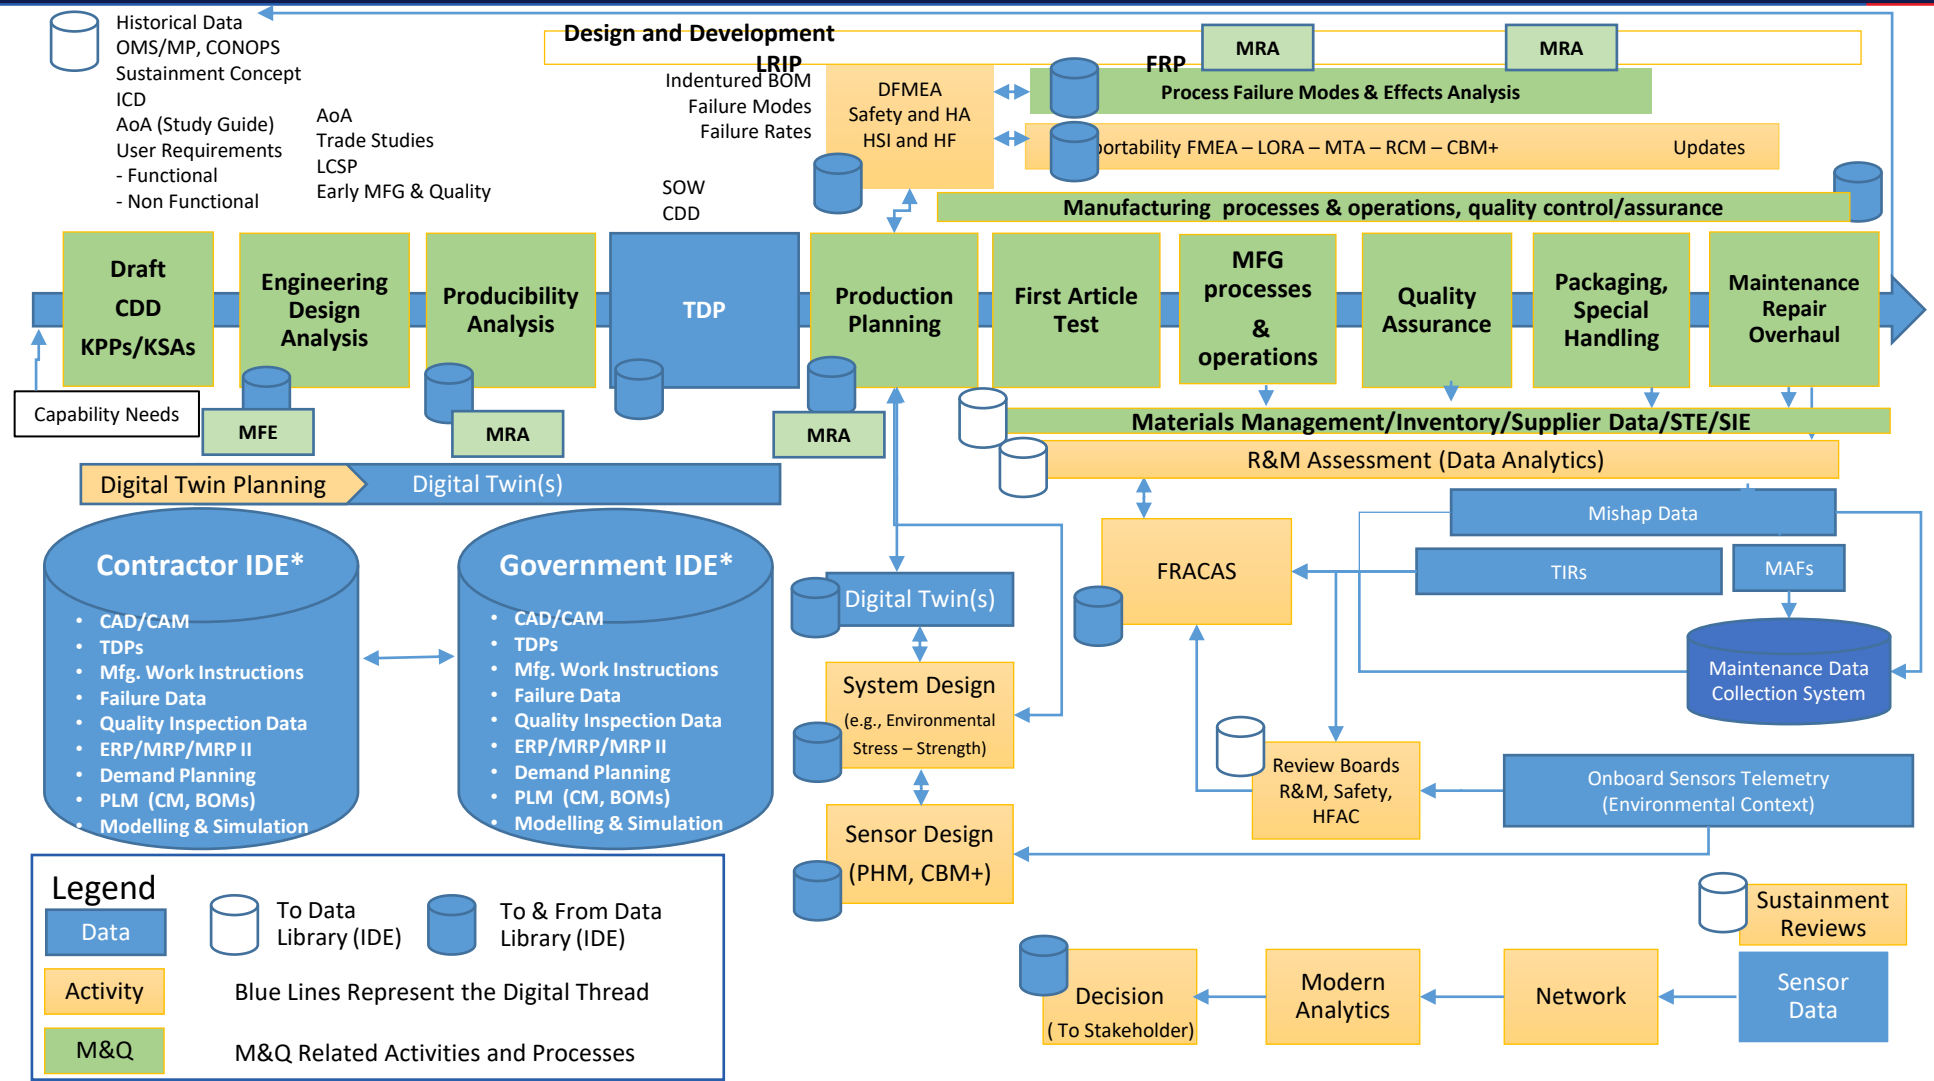 Historical Data
OMS/MP, CONOPS
Sustainment Concept
ICD
AoA (Study Guide)
User Requirements
- Functional
- Non Functional
AoA
Trade Studies
LCSP
Early MFG & Quality
Design and Development
LRIP
FRP
MRA
MRA
Indentured BOM
Failure Modes
Failure Rates
DFMEA
Safety and HA
HSI and HF
Process Failure Modes & Effects Analysis
portability FMEA – LORA – MTA – RCM – CBM+
Updates
SOW
CDD
Manufacturing processes & operations, quality control/assurance
Draft
CDD
KPPs/KSAs
Engineering
Design
Analysis
Producibility
Analysis
TDP
Production
Planning
First Article
Test
MFG
processes
&
operations
Quality
Assurance
Packaging,
Special
Handling
Maintenance
Repair
Overhaul
Capability Needs
MFE
MRA
MRA
Materials Management/Inventory/Supplier Data/STE/SIE
R&M Assessment (Data Analytics)
Digital Twin Planning
Digital Twin(s)
Contractor IDE*
• CAD/CAM
• TDPs
• Mfg. Work Instructions
• Failure Data
• Quality Inspection Data
• ERP/MRP/MRP II
• Demand Planning
• PLM (CM, BOMs)
• Modelling & Simulation
Government IDE*
• CAD/CAM
• TDPs
• Mfg. Work Instructions
• Failure Data
• Quality Inspection Data
• ERP/MRP/MRP II
• Demand Planning
• PLM (CM, BOMs)
• Modelling & Simulation
Digital Twin(s)
System Design
(e.g., Environmental
Stress – Strength)
Sensor Design
(PHM, CBM+)
FRACAS
Mishap Data
TIRs
MAFs
Maintenance Data
Collection System
Review Boards
R&M, Safety,
HFAC
Onboard Sensors Telemetry
(Environmental Context)
Sustainment
Reviews
Decision
( To Stakeholder)
Modern
Analytics
Network
Sensor
Data
Legend
Data
To Data
Library (IDE)
To & From Data
Library (IDE)
Activity
Blue Lines Represent the Digital Thread
M&Q
M&Q Related Activities and Processes